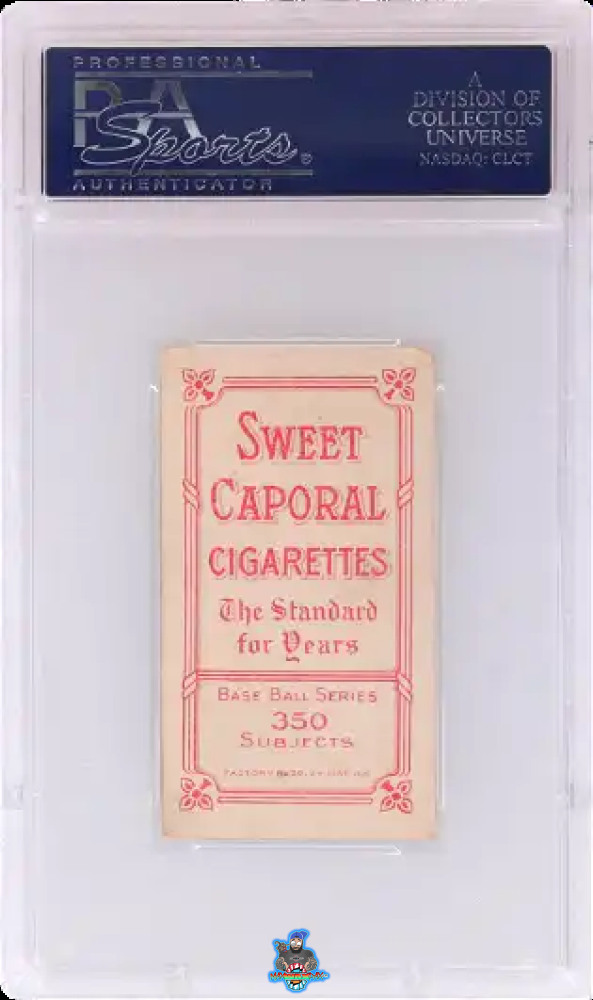 PROFESSIONAL
PSA
Sports®
AUTHENTICATOR
A
DIVISION OF
COLLECTORS
UNIVERSE
NASDAQ: CLCT
SWEET
CAPORAL
CIGARETTES
The Standard
for Years
BASE BALL SERIES
350
SUBJECTS
FACTORY